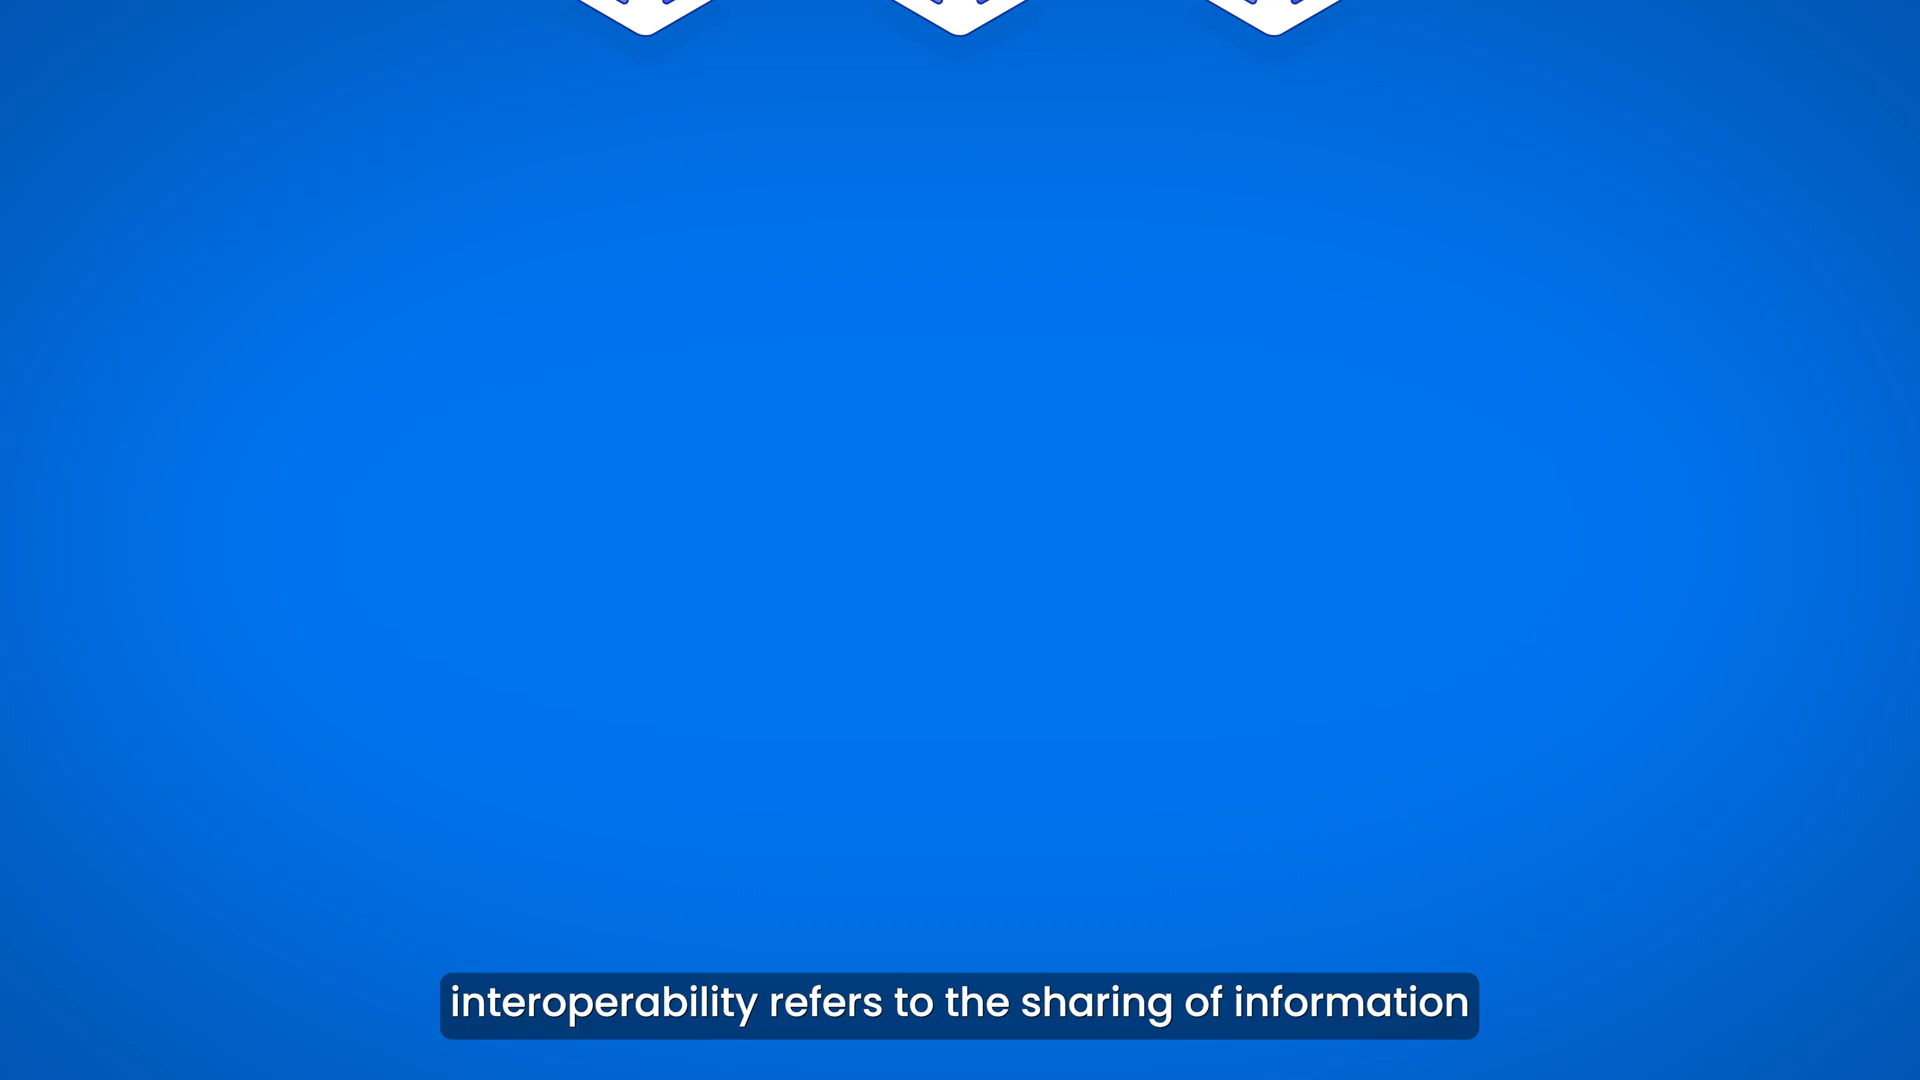 interoperability refers to the sharing of information